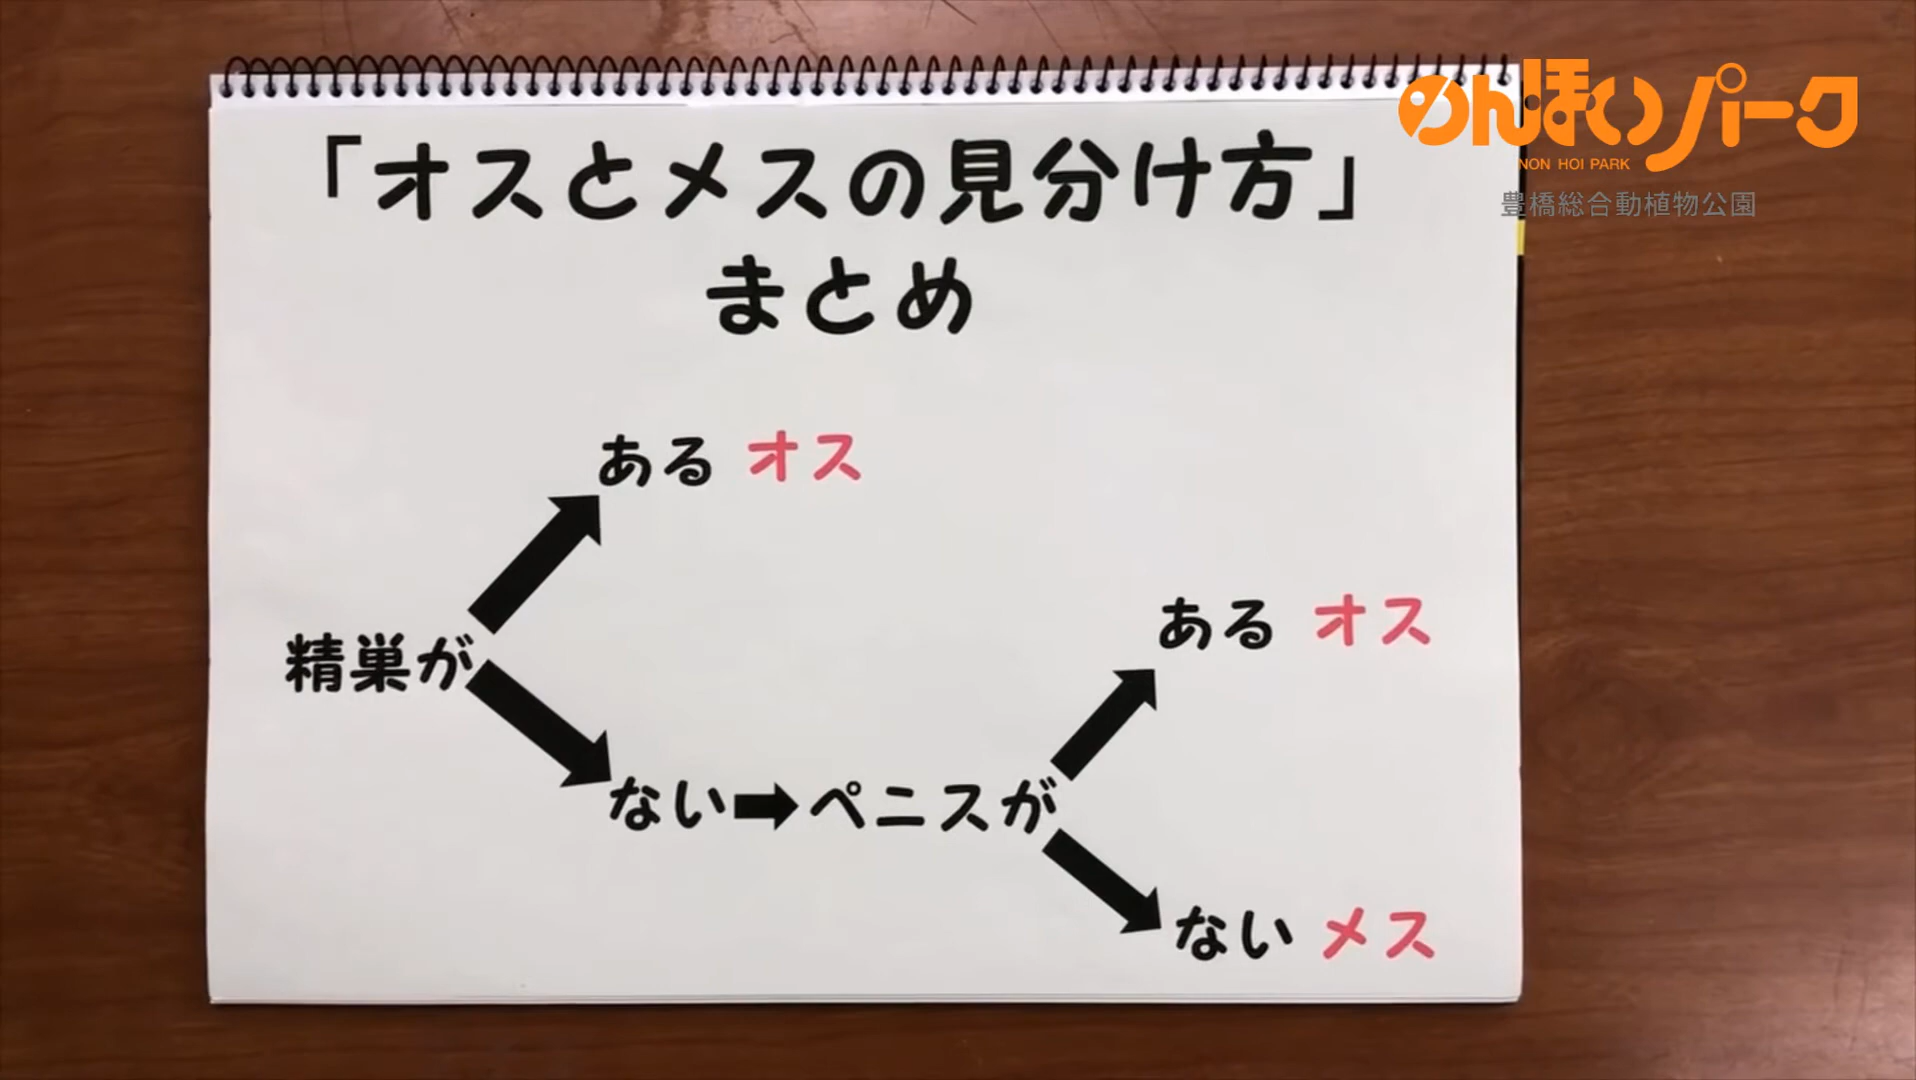 のんほいパーク
NON HOI PARK
豊橋総合動植物公園
「オスとメスの見分け方」
まとめ
ある オス
精巣が
ない➡ペニスが
ある オス
ない メス